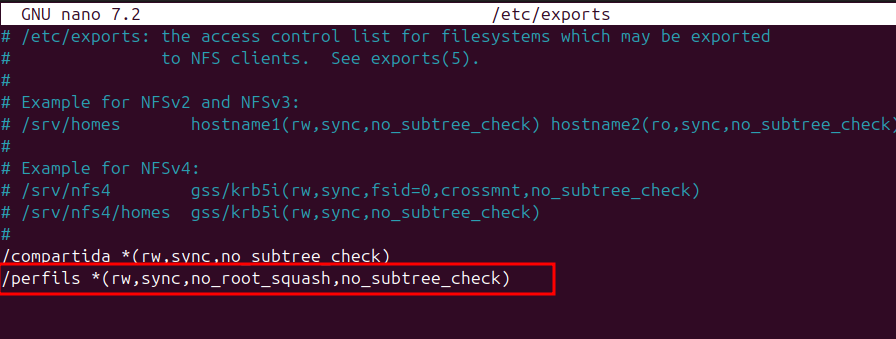 GNU nano 7.2 /etc/exports
# /etc/exports: the access control list for filesystems which may be exported
# to NFS clients. See exports(5).
#
# Example for NFSv2 and NFSv3:
# /srv/homes hostname1(rw,sync,no_subtree_check) hostname2(ro,sync,no_subtree_check)
#
# Example for NFSv4:
# /srv/nfs4 gss/krb5i(rw,sync,fsid=0,crossmnt,no_subtree_check)
# /srv/nfs4/homes gss/krb5i(rw,sync,no_subtree_check)
#
/compartida *(rw,sync,no_subtree_check)
/perfils *(rw,sync,no_root_squash,no_subtree_check)